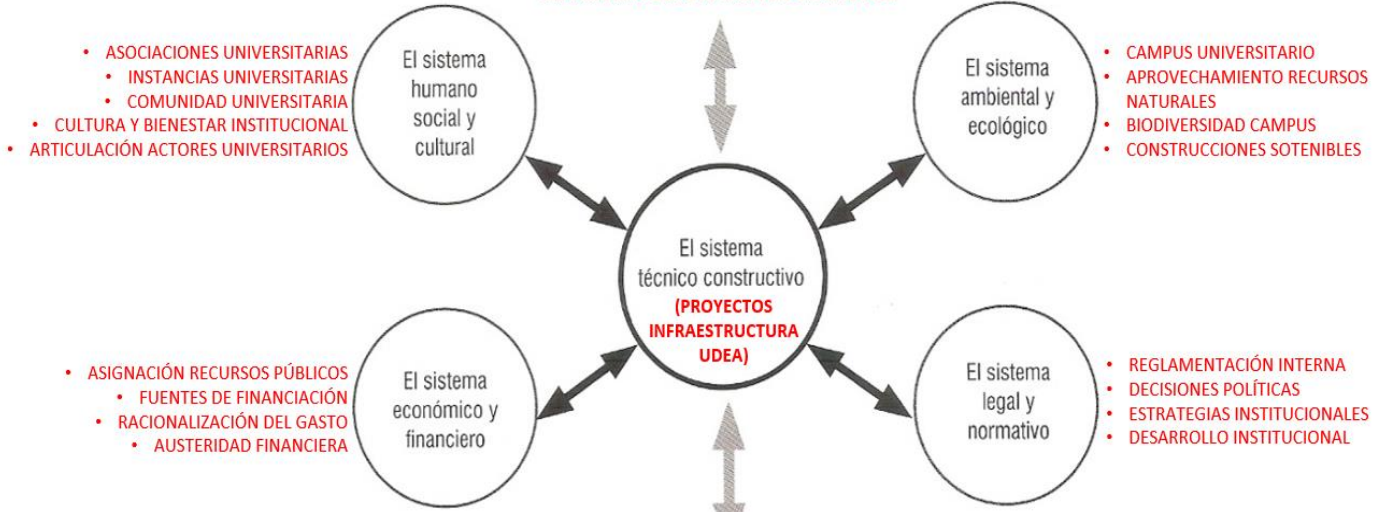 • ASOCIACIONES UNIVERSITARIAS
• INSTANCIAS UNIVERSITARIAS
• COMUNIDAD UNIVERSITARIA
• CULTURA Y BIENESTAR INSTITUCIONAL
• ARTICULACIÓN ACTORES UNIVERSITARIOS
El sistema
humano
social y
cultural
El sistema
ambiental y
ecológico
• CAMPUS UNIVERSITARIO
• APROVECHAMIENTO RECURSOS
NATURALES
• BIODIVERSIDAD CAMPUS
• CONSTRUCCIONES SOTENIBLES
El sistema
técnico constructivo
(PROYECTOS
INFRAESTRUCTURA
UDEA)
• ASIGNACIÓN RECURSOS PÚBLICOS
• FUENTES DE FINANCIACIÓN
• RACIONALIZACIÓN DEL GASTO
• AUSTERIDAD FINANCIERA
El sistema
económico y
financiero
El sistema
legal y
normativo
• REGLAMENTACIÓN INTERNA
• DECISIONES POLÍTICAS
• ESTRATEGIAS INSTITUCIONALES
• DESARROLLO INSTITUCIONAL